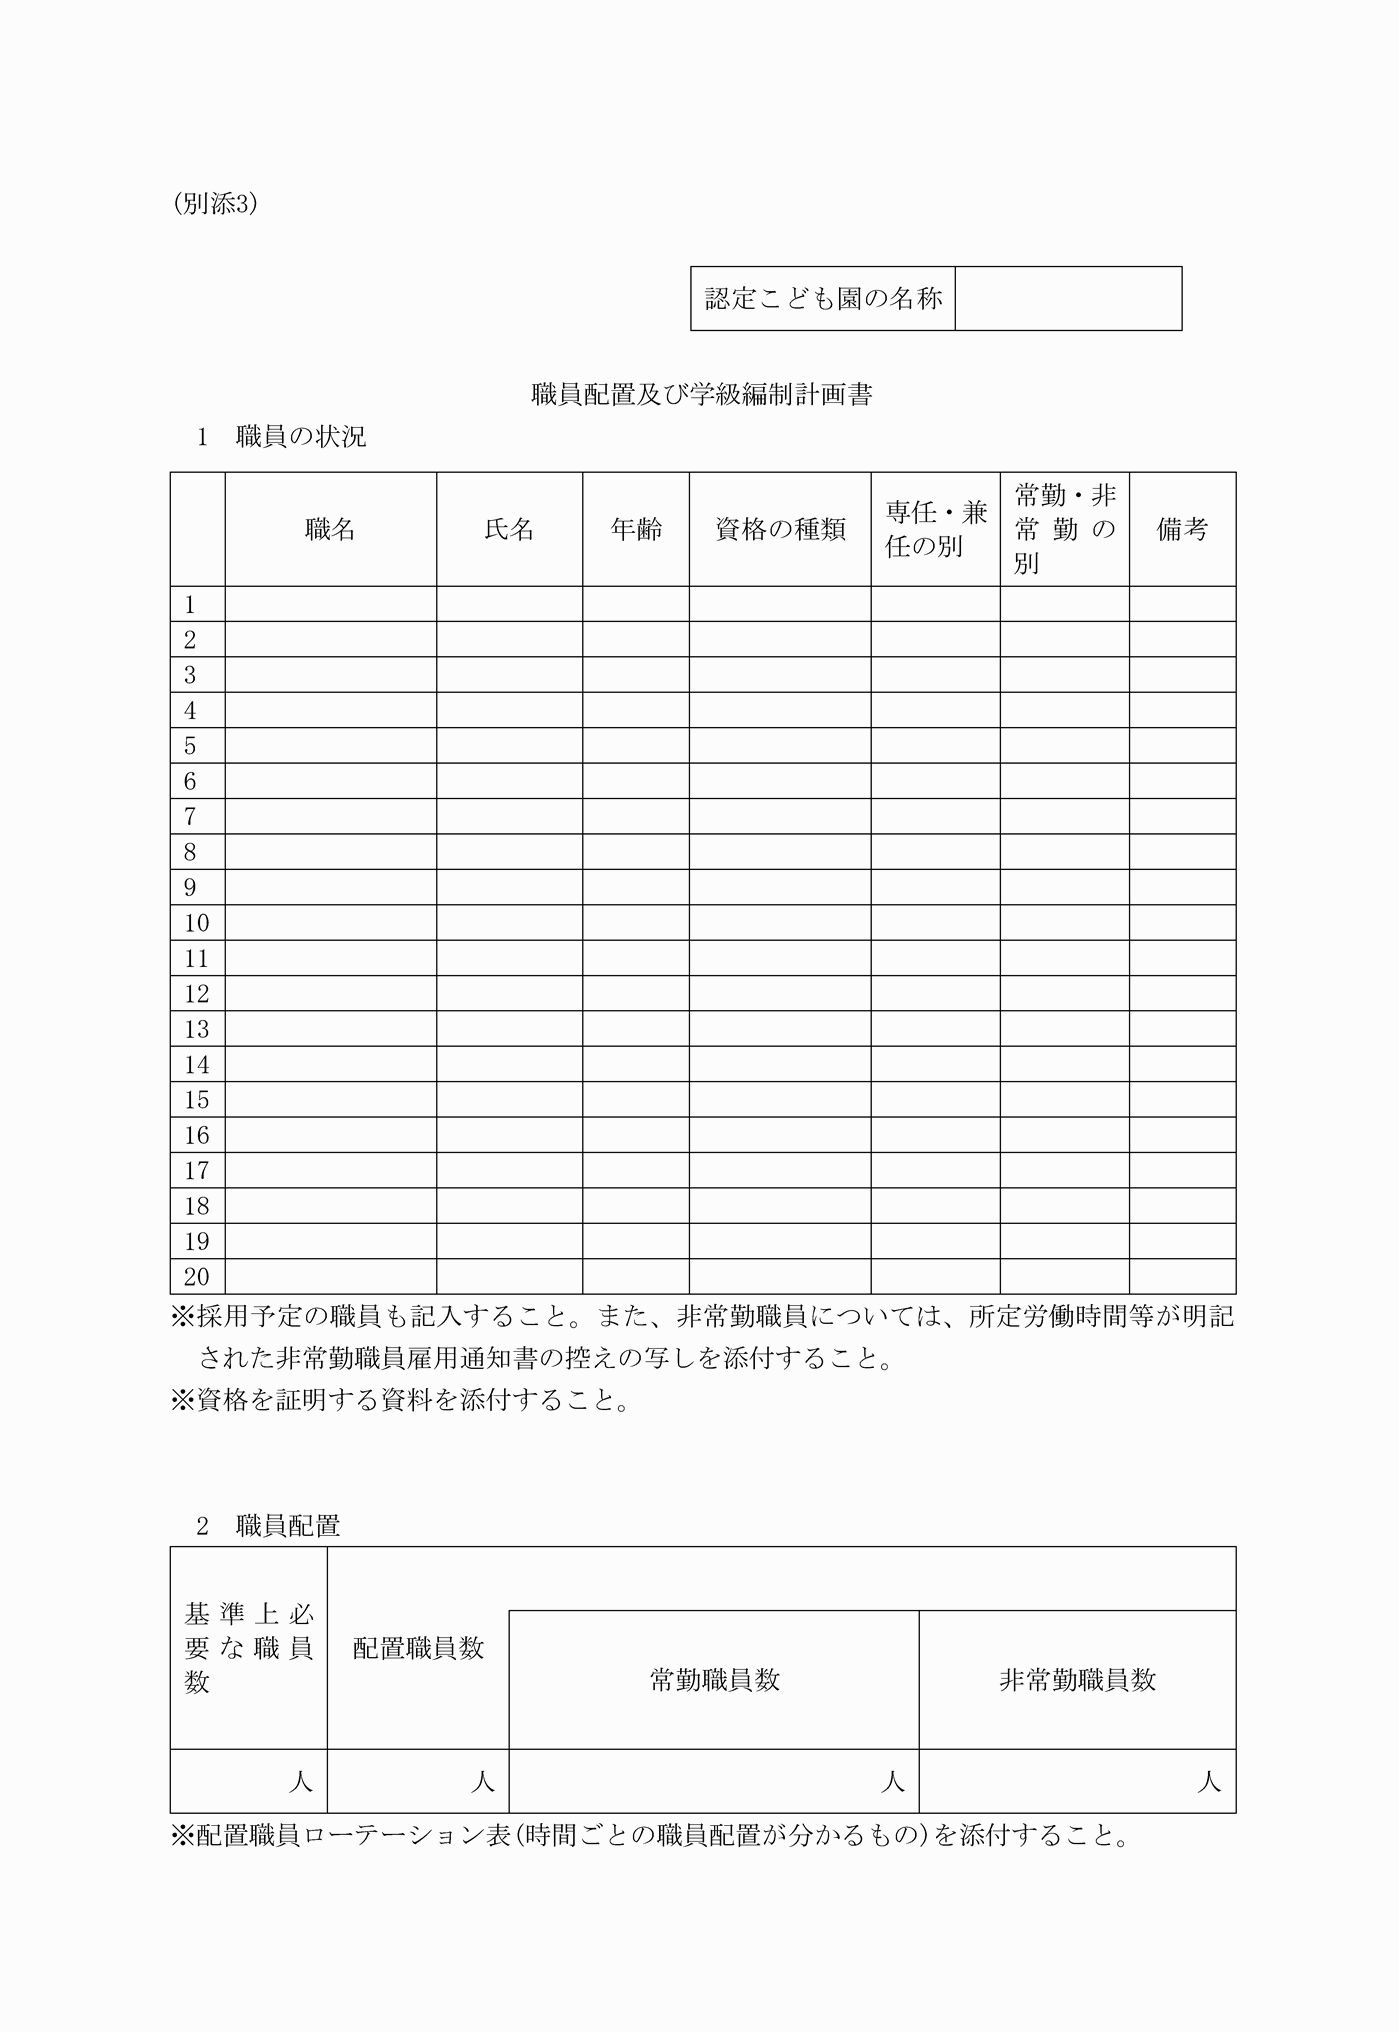 (別添3)
認定こども園の名称
職員配置及び学級編制計画書
1 職員の状況
職名 氏名 年齢 資格の種類 専任・兼任の別 常勤・非常勤の別 備考
1
2
3
4
5
6
7
8
9
10
11
12
13
14
15
16
17
18
19
20
※採用予定の職員も記入すること。また、非常勤職員については、所定労働時間等が明記
された非常勤職員雇用通知書の控えの写しを添付すること。
※資格を証明する資料を添付すること。
2 職員配置
基準上必要な職員数 配置職員数 常勤職員数 非常勤職員数
人 人 人 人
※配置職員ローテーション表(時間ごとの職員配置が分かるもの)を添付すること。